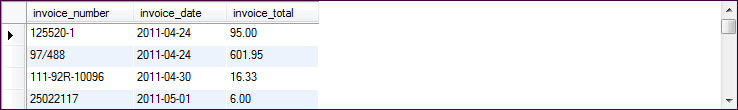 invoice_number invoice_date invoice_total
125520-1 2011-04-24 95.00
97/488 2011-04-24 601.95
111-92R-10096 2011-04-30 16.33
25022117 2011-05-01 6.00